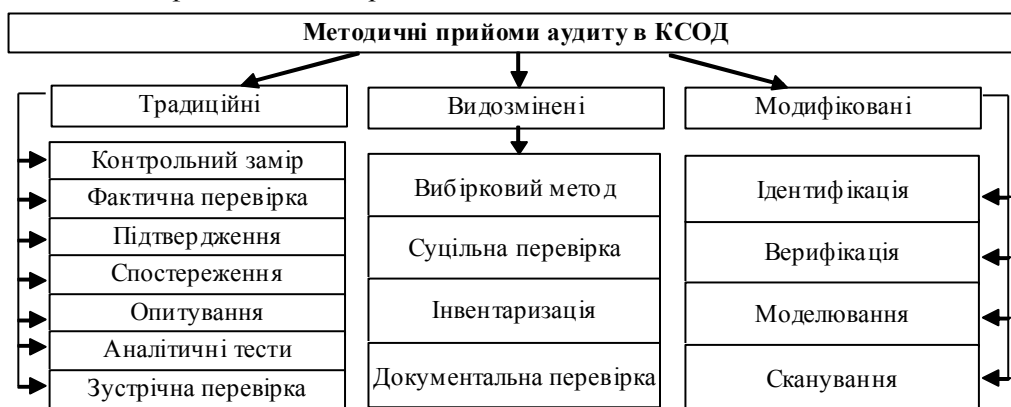 Методичні прийоми аудиту в КСОД
Традиційні
Контрольний замір
Фактична перевірка
Підтвердження
Спостереження
Опитування
Аналітичні тести
Зустрічна перевірка
Видозмінені
Вибірковий метод
Суцільна перевірка
Інвентаризація
Документальна перевірка
Модифіковані
Ідентифікація
Верифікація
Моделювання
Сканування